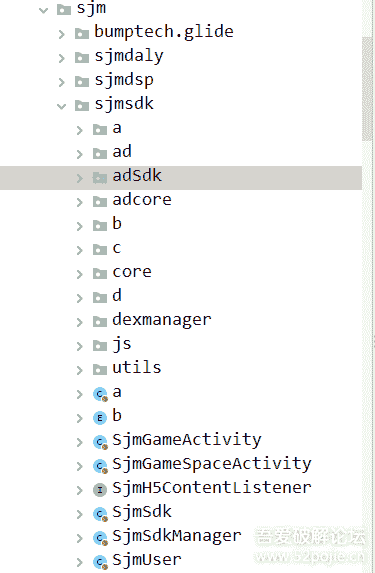 sjm
bumptech.glide
sjmdaly
sjmdsp
sjmsdk
a
ad
adSdk
adcore
b
c
core
d
dexmanager
js
utils
a
b
SjmGameActivity
SjmGameSpaceActivity
SjmH5ContentListener
SjmSdk
SjmSdkManager
SjmUser
吾爱破解论坛
www.52pojie.cn